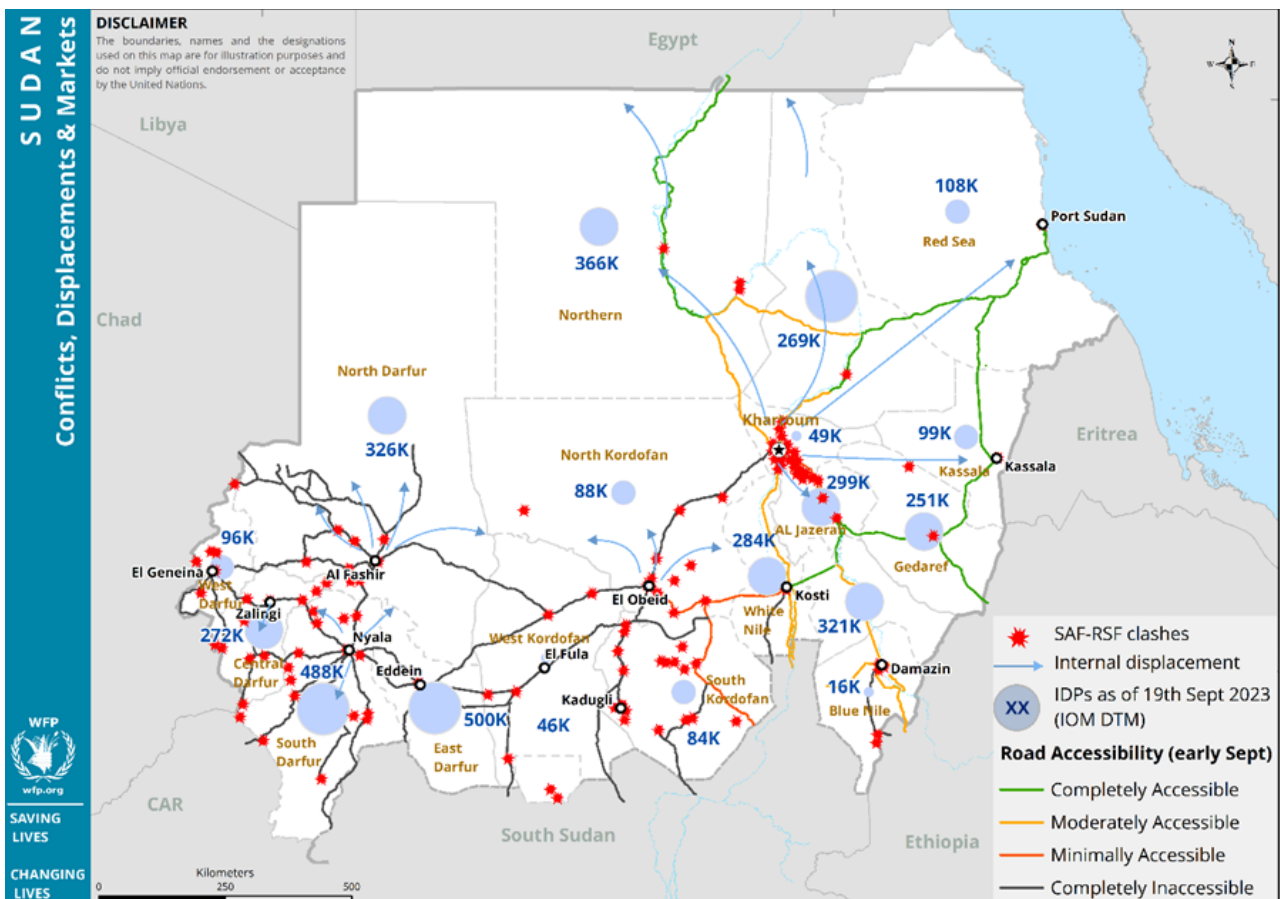 SUDAN
Conflicts, Displacements & Markets
DISCLAIMER
The boundaries, names and the designations
used on this map are for illustration purposes and
do not imply official endorsement or acceptance
by the United Nations.
Egypt
N
W
Libya
108K
Port Sudan
Red Sea
366K
Chad
Northern
269K
North Darfur
326K
Khartoum
49K
99K
Eritrea
North Kordofan
Kassala
Kassala
88K
299K
251K
AL Jazerah
96K
284K
El Geneina
Al Fashir
Gedaref
West
Darfur
Zalingi
El Obeid
Kosti
White
Nile
321K
272K
Nyala
West Kordofan
El Fula
Central
Darfur
488K
Eddein
Damazin
South
Kordofan
16K
Kadugli
Blue Nile
500K
46K
84K
South
Darfur
East
Darfur
CAR
South Sudan
Ethiopia
SAF-RSF clashes
Internal displacement
XX
IDPs as of 19th Sept 2023
(IOM DTM)
Road Accessibility (early Sept)
Completely Accessible
Moderately Accessible
Minimally Accessible
Completely Inaccessible
WFP
wfp.org
SAVING
LIVES
CHANGING
LIVES
Kilometers
0 250 500